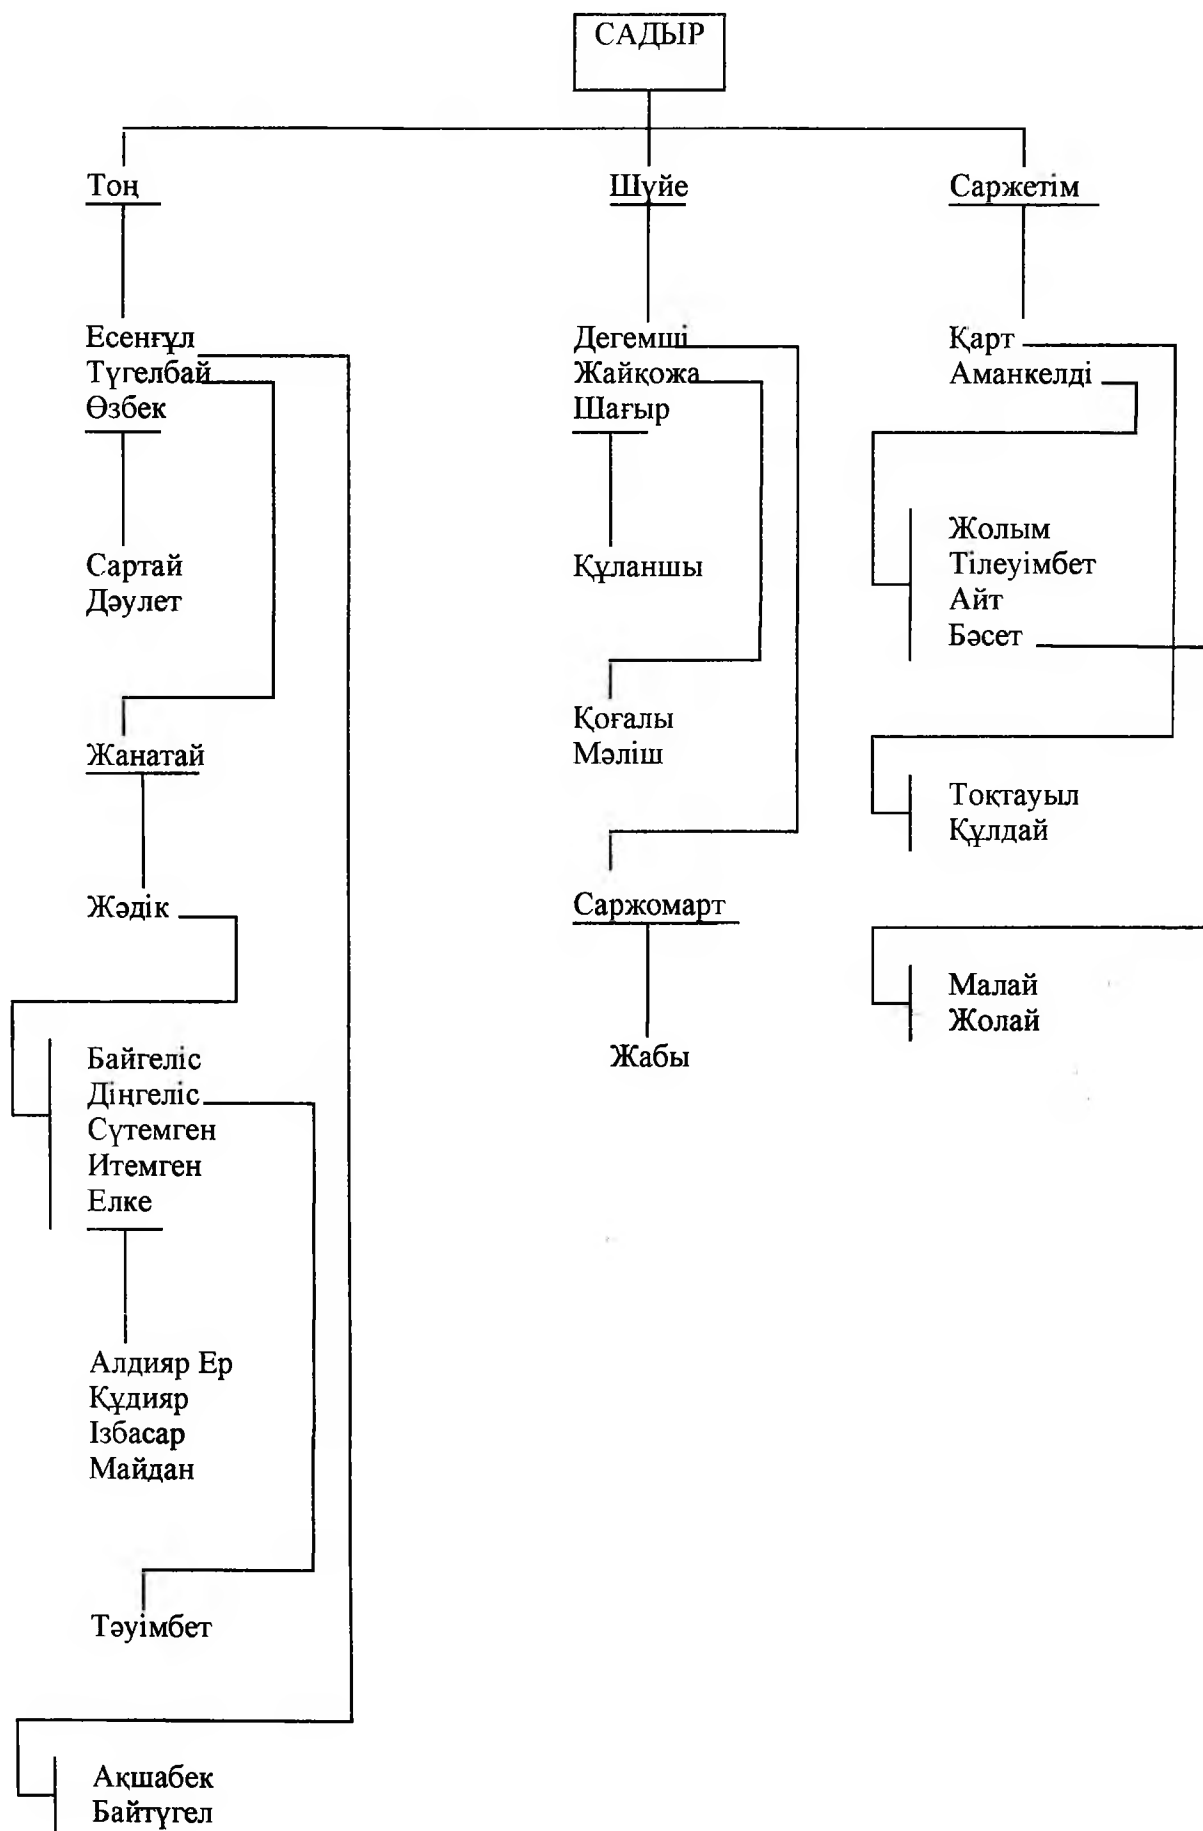 САДЫР
Тоң
Шүйе
Саржетім
Есенғұл
Түгелбай
Өзбек
Дегемші
Жайқожа
Шағыр
Қарт
Аманкелді
Сартай
Дәулет
Құланшы
Жолым
Тілеуімбет
Айт
Бәсет
Жанатай
Қоғалы
Мәліш
Тоқтауыл
Құлдай
Жәдік
Саржомарт
Малай
Жолай
Жабы
Байгеліс
Діңгеліс
Сүтемген
Итемген
Елке
Алдияр Ер
Құдияр
Ізбасар
Майдан
Тәуімбет
Ақшабек
Байтүгел